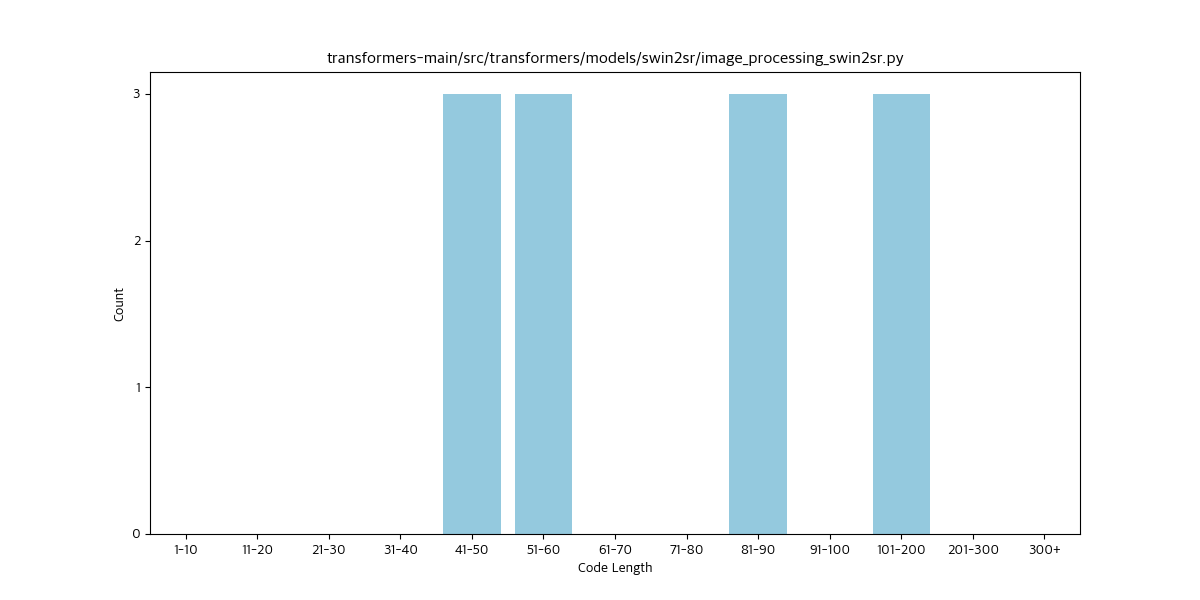 transformers-main/src/transformers/models/swin2sr/image_processing_swin2sr.py
3
2
1
0
Count
1-10 11-20 21-30 31-40 41-50 51-60 61-70 71-80 81-90 91-100 101-200 201-300 300+
Code Length